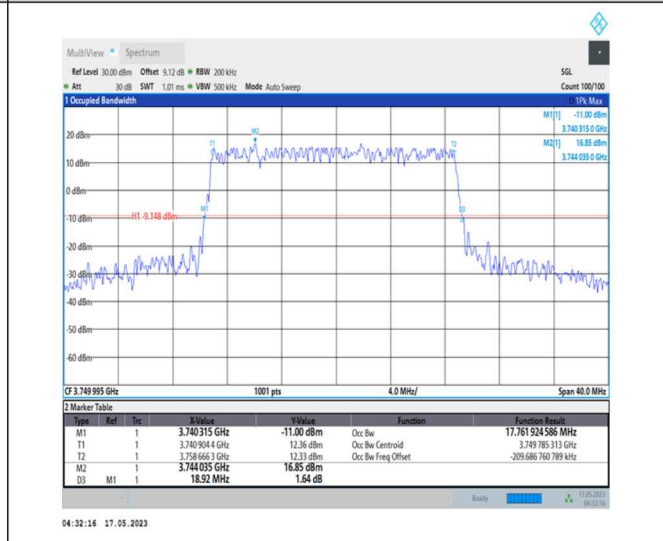 MultiView Spectrum
Ref Level 30.00 dBm Offset 9.12 dB RBW 200 kHz SGL
Att 30 dB SWT 1.01 ms VBW 500 kHz Mode Auto Sweep Count 100/100
1 Occupied Bandwidth 1Pk Max
M1[1] -11.00 dBm
3.740 315 0 GHz
M2[1] 16.85 dBm
3.744 035 0 GHz
20 dBm
M2
T1
T2
10 dBm
0 dBm
M1
D3
-10 dBm
H1 -9.148 dBm
-20 dBm
-30 dBm
-40 dBm
-50 dBm
-60 dBm
CF 3.749 995 GHz 1001 pts 4.0 MHz/ Span 40.0 MHz
2 Marker Table
Type Ref Trc X-Value Y-Value Function Function Result
M1 1 3.740 315 GHz -11.00 dBm Occ Bw 17.761 924 586 MHz
T1 1 3.740 904 4 GHz 12.36 dBm Occ Bw Centroid 3.749 785 313 GHz
T2 1 3.758 666 3 GHz 12.33 dBm Occ Bw Freq Offset -209.686 760 789 kHz
M2 1 3.744 035 GHz 16.85 dBm
D3 M1 1 18.92 MHz 1.64 dB
Ready 17.05.2023
04:32:16
04:32:16 17.05.2023